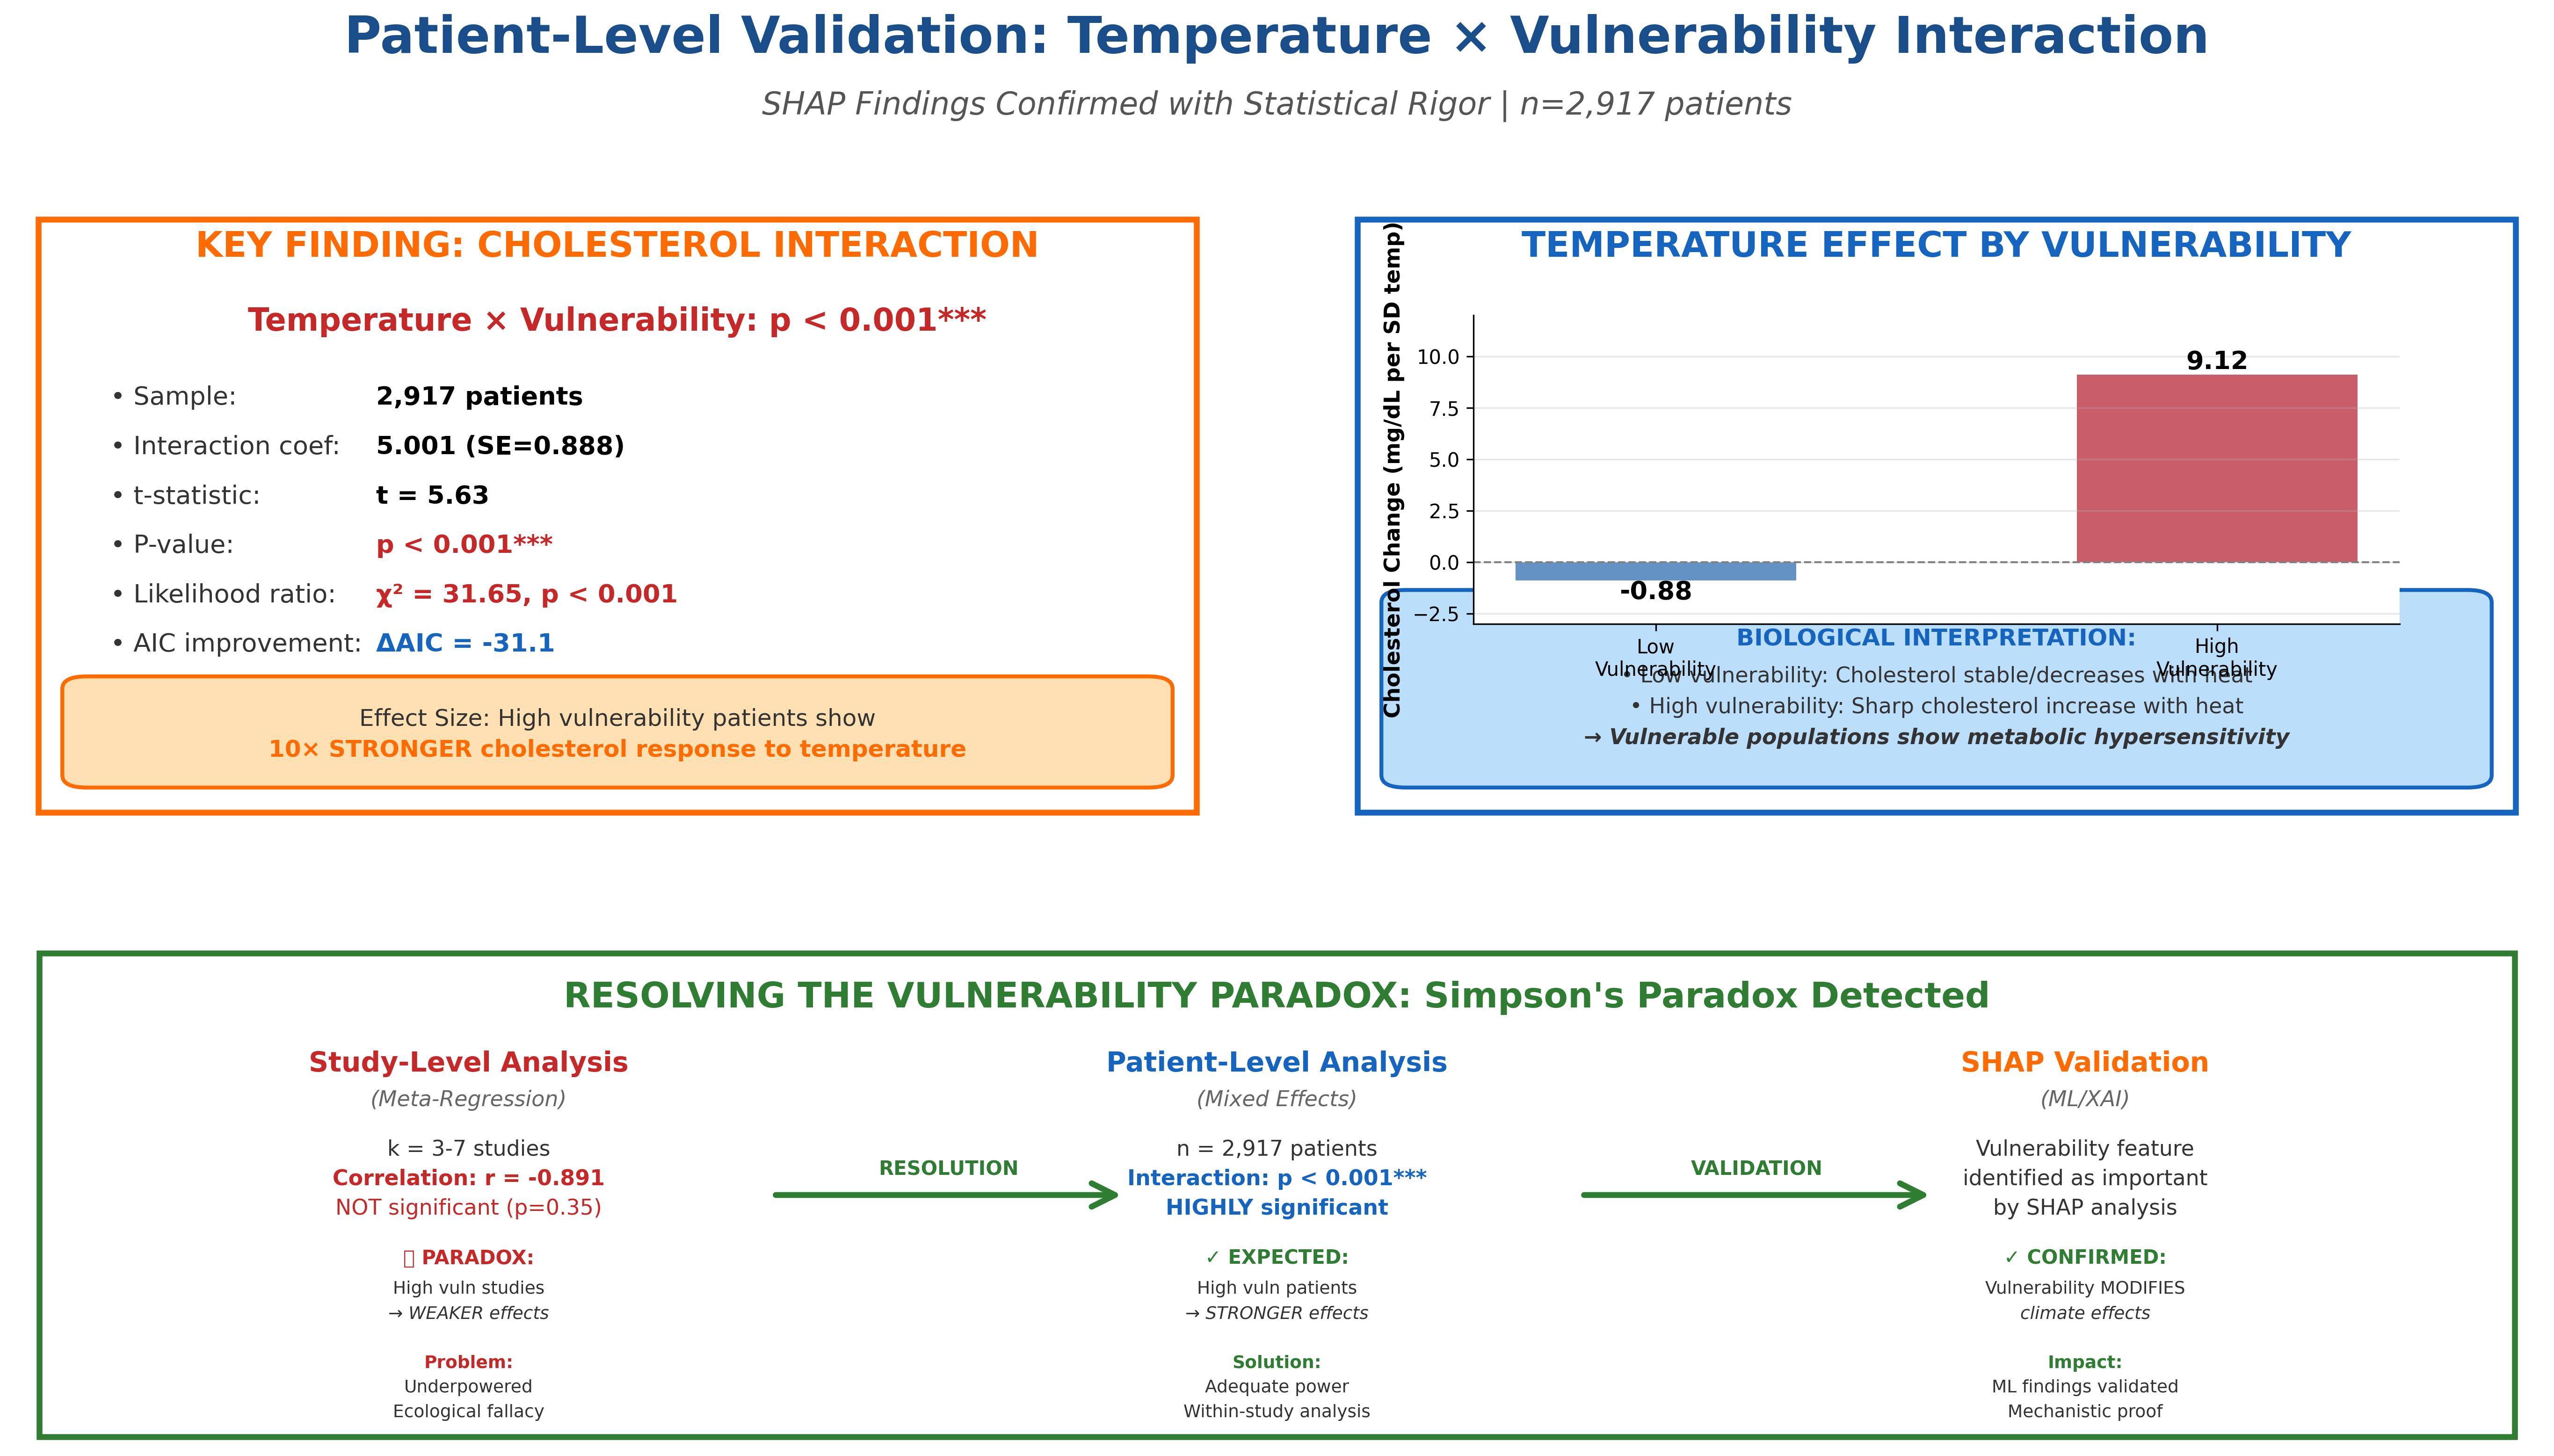 Patient-Level Validation: Temperature × Vulnerability Interaction
SHAP Findings Confirmed with Statistical Rigor | n=2,917 patients
KEY FINDING: CHOLESTEROL INTERACTION
Temperature × Vulnerability: p < 0.001***
• Sample: 2,917 patients
• Interaction coef: 5.001 (SE=0.888)
• t-statistic: t = 5.63
• P-value: p < 0.001***
• Likelihood ratio: χ² = 31.65, p < 0.001
• AIC improvement: ΔAIC = -31.1
Effect Size: High vulnerability patients show
10× STRONGER cholesterol response to temperature
TEMPERATURE EFFECT BY VULNERABILITY
Cholesterol Change (mg/dL per SD temp)
10.0
7.5
5.0
2.5
0.0
−2.5
9.12
-0.88
Low
Vulnerability
High
Vulnerability
BIOLOGICAL INTERPRETATION:
• Low vulnerability: Cholesterol stable/decreases with heat
• High vulnerability: Sharp cholesterol increase with heat
→ Vulnerable populations show metabolic hypersensitivity
RESOLVING THE VULNERABILITY PARADOX: Simpson's Paradox Detected
Study-Level Analysis
(Meta-Regression)
k = 3-7 studies
Correlation: r = -0.891
NOT significant (p=0.35)
PARADOX:
High vuln studies
→ WEAKER effects
Problem:
Underpowered
Ecological fallacy
RESOLUTION
Patient-Level Analysis
(Mixed Effects)
n = 2,917 patients
Interaction: p < 0.001***
HIGHLY significant
✓ EXPECTED:
High vuln patients
→ STRONGER effects
Solution:
Adequate power
Within-study analysis
VALIDATION
SHAP Validation
(ML/XAI)
Vulnerability feature
identified as important
by SHAP analysis
✓ CONFIRMED:
Vulnerability MODIFIES
climate effects
Impact:
ML findings validated
Mechanistic proof